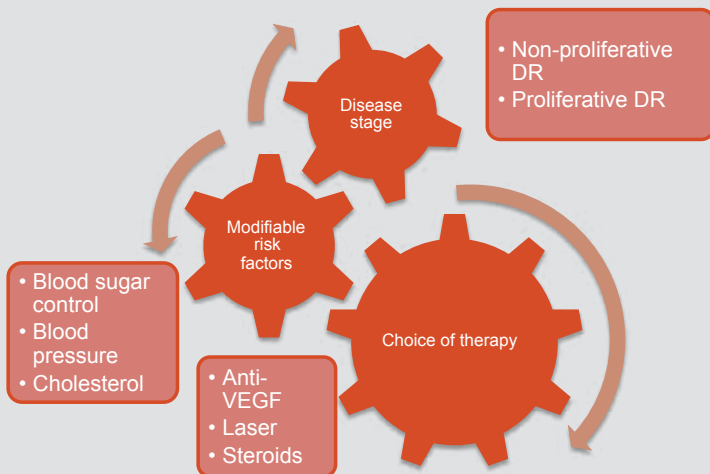 • Non-proliferative
DR
• Proliferative DR
Disease
stage
Modifiable
risk
factors
• Blood sugar
control
• Blood
pressure
• Cholesterol
Choice of therapy
• Anti-
VEGF
• Laser
• Steroids